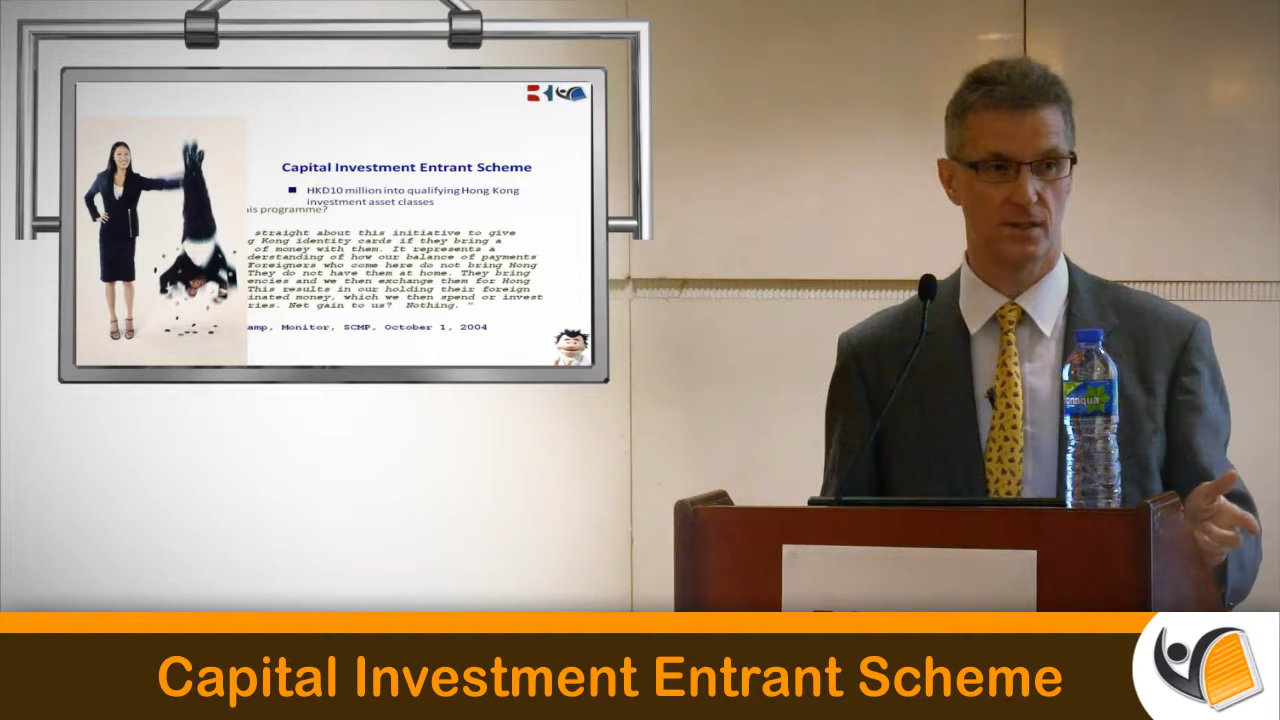 Capital Investment Entrant Scheme
HKD10 million into qualifying Hong Kong
investment asset classes
his programme?
straight about this initiative to give
g Kong identity cards if they bring a
of money with them. It represents a
derstanding of how our balance of payments
Foreigners who come here do not bring Hong
They do not have them at home. They bring
encies and we then exchange them for Hong
This results in our holding their foreign
inated money, which we then spend or invest
ries. Net gain to us? Nothing. "
amp, Monitor, SCMP, October 1, 2004
onaqua
Capital Investment Entrant Scheme